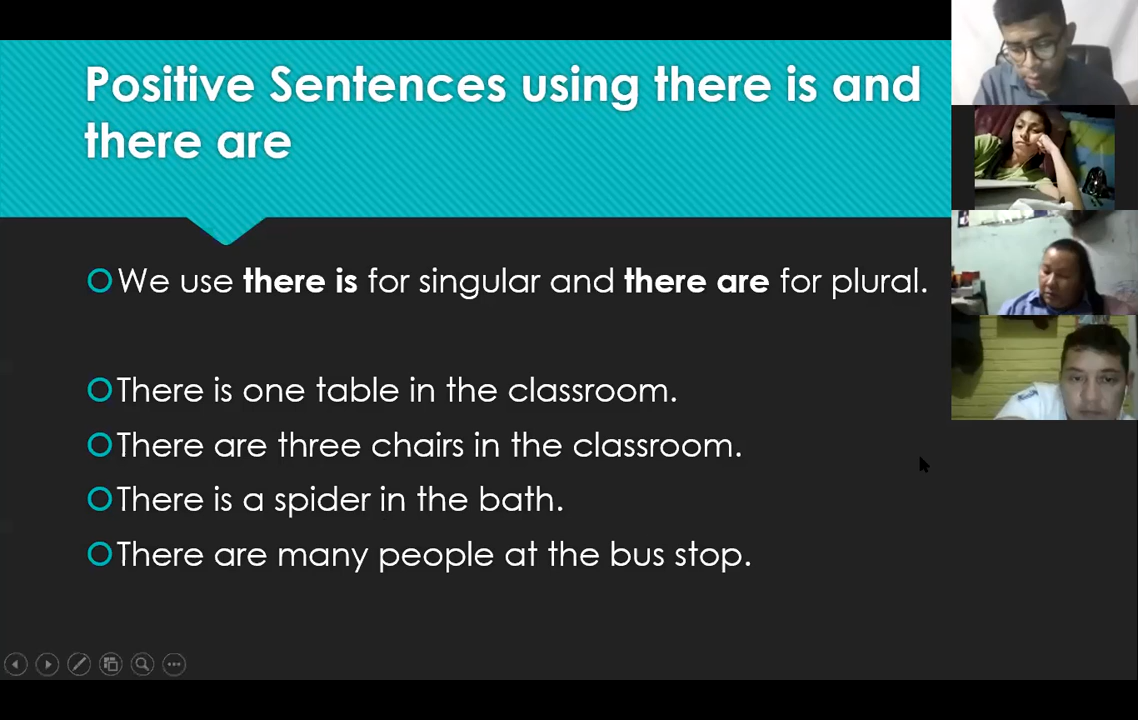 Positive Sentences using there is and
there are
We use there is for singular and there are for plural.
There is one table in the classroom.
There are three chairs in the classroom.
There is a spider in the bath.
There are many people at the bus stop.